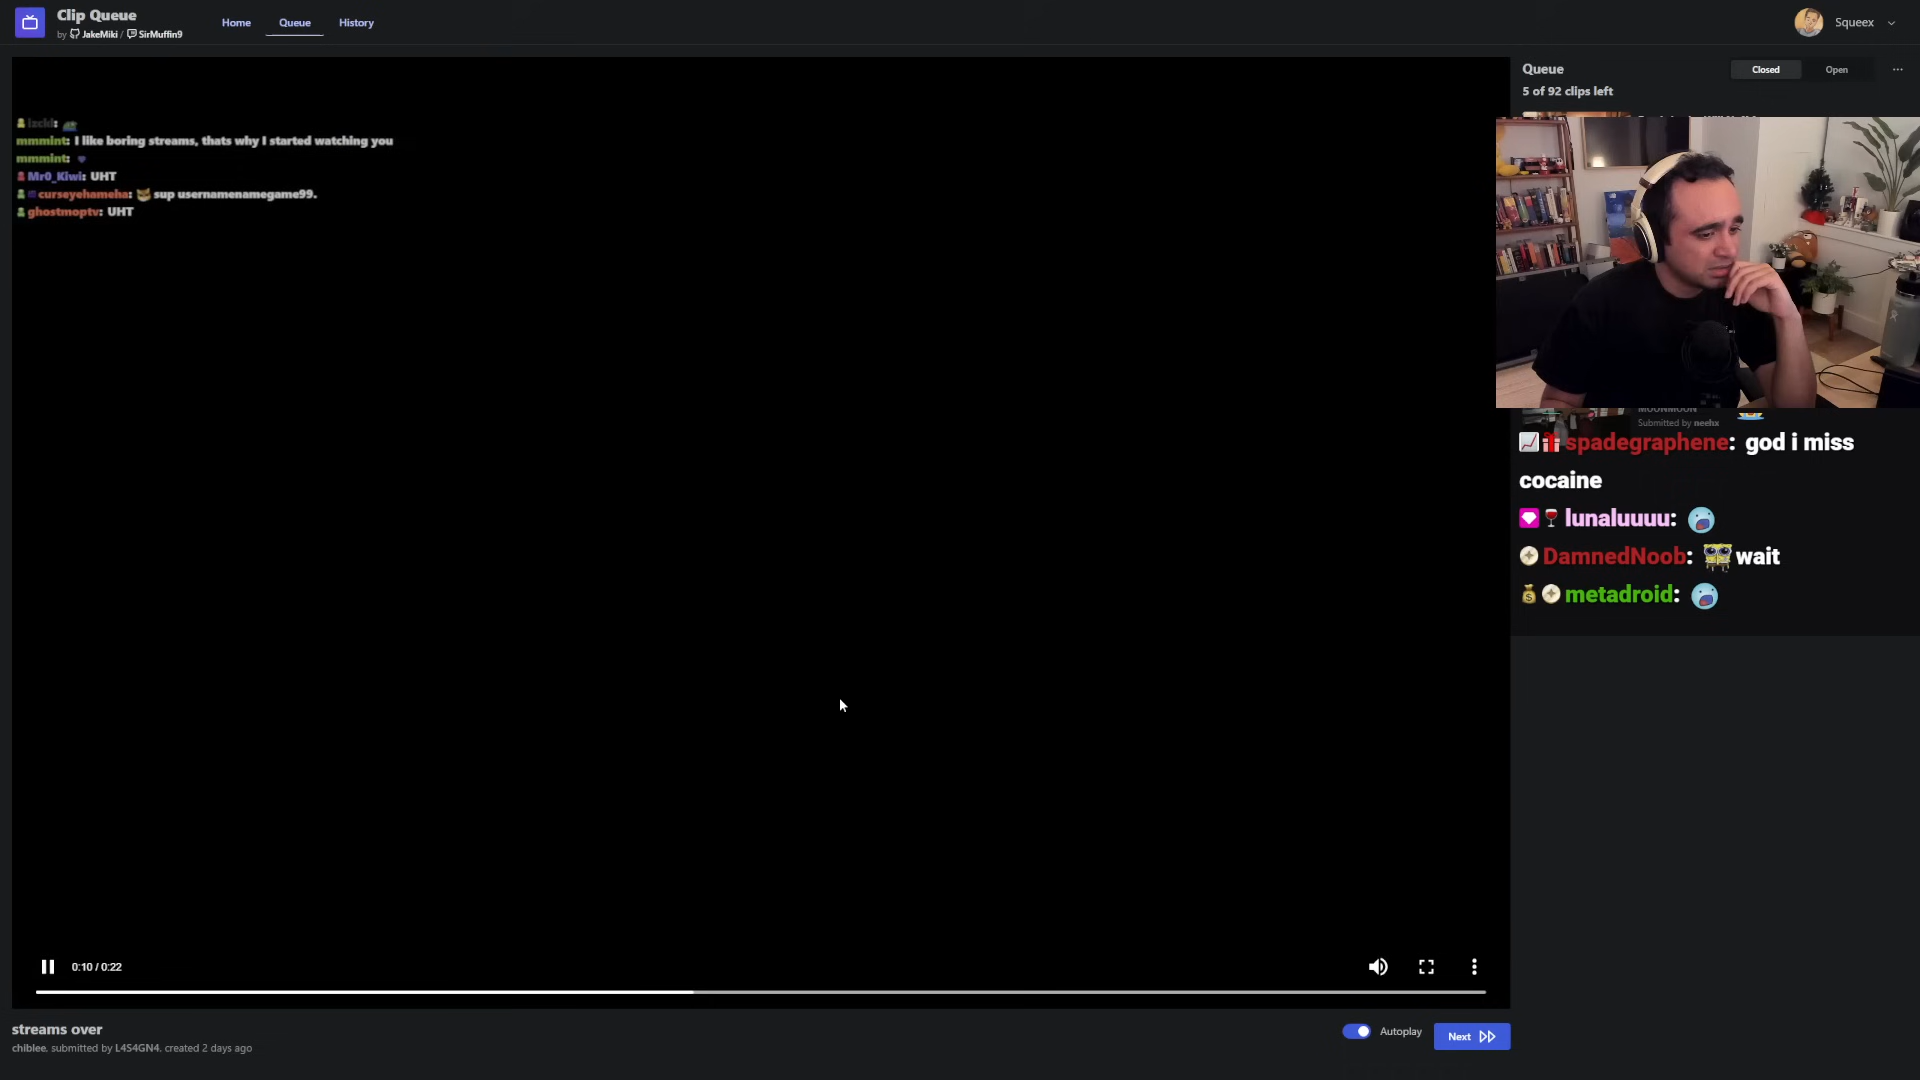 Clip Queue
by JakeMiki / SirMuffin9
Home
Queue
History
Squeex
lzcld:
mmmint: I like boring streams, thats why I started watching you
mmmint:
Mr0_Kiwi: UHT
curseyehameha: sup usernamenamegame99.
ghostmoptv: UHT
Queue
Closed
Open
5 of 92 clips left
MOONMOON
Submitted by neehx
spadegraphene: god i miss
cocaine
lunaluuuu:
DamnedNoob: wait
metadroid:
0:10 / 0:22
streams over
chiblee, submitted by L4S4GN4, created 2 days ago
Autoplay
Next